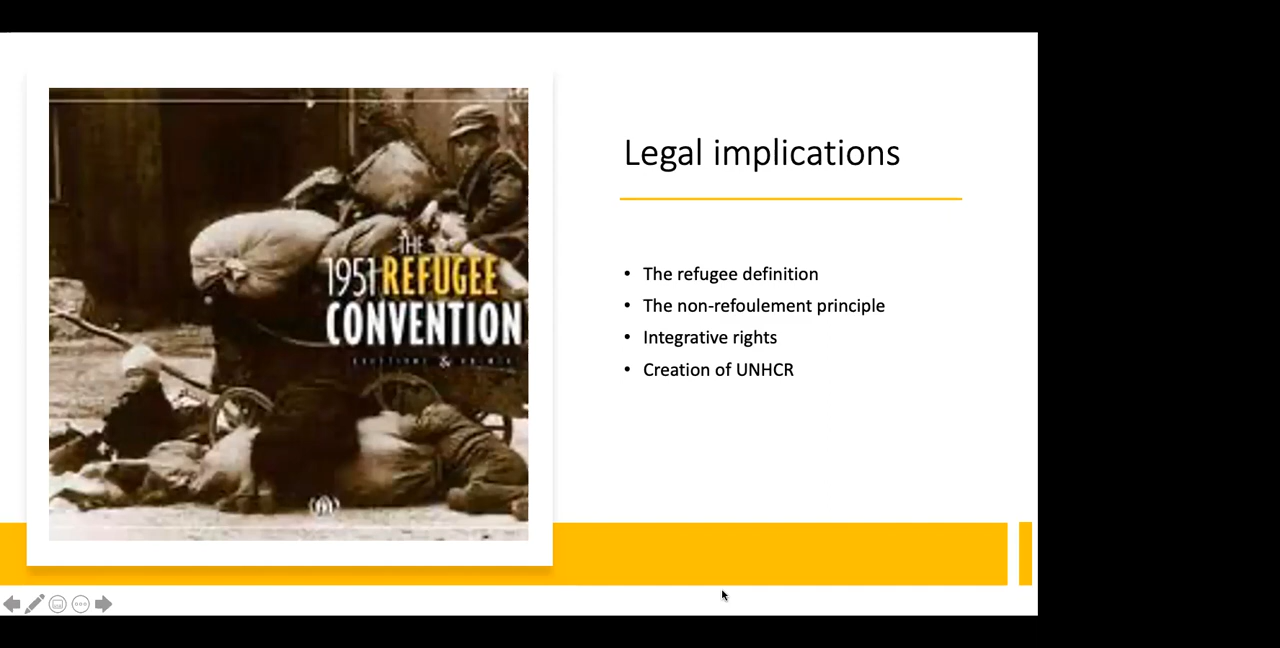 THE
1951 REFUGEE
CONVENTION
&
Legal implications
• The refugee definition
• The non-refoulement principle
• Integrative rights
• Creation of UNHCR